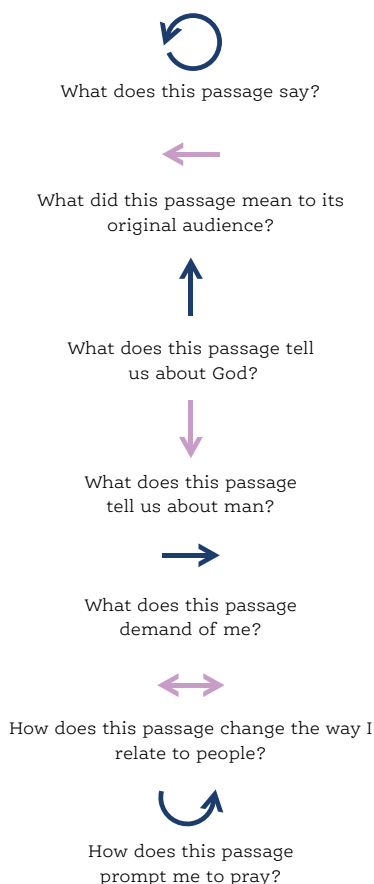 What does this passage say?
What did this passage mean to its
original audience?
What does this passage tell
us about God?
What does this passage
tell us about man?
What does this passage
demand of me?
How does this passage change the way I
relate to people?
How does this passage
prompt me to pray?